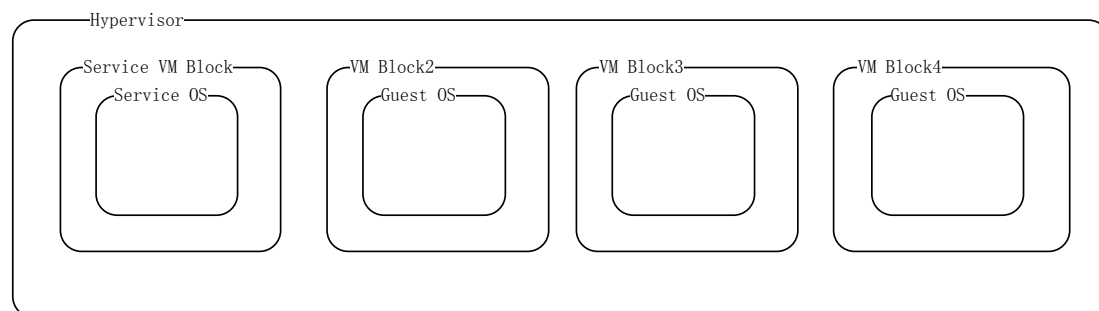 Hypervisor
Service VM Block
VM Block2
VM Block3
VM Block4
Service OS
Guest OS
Guest OS
Guest OS